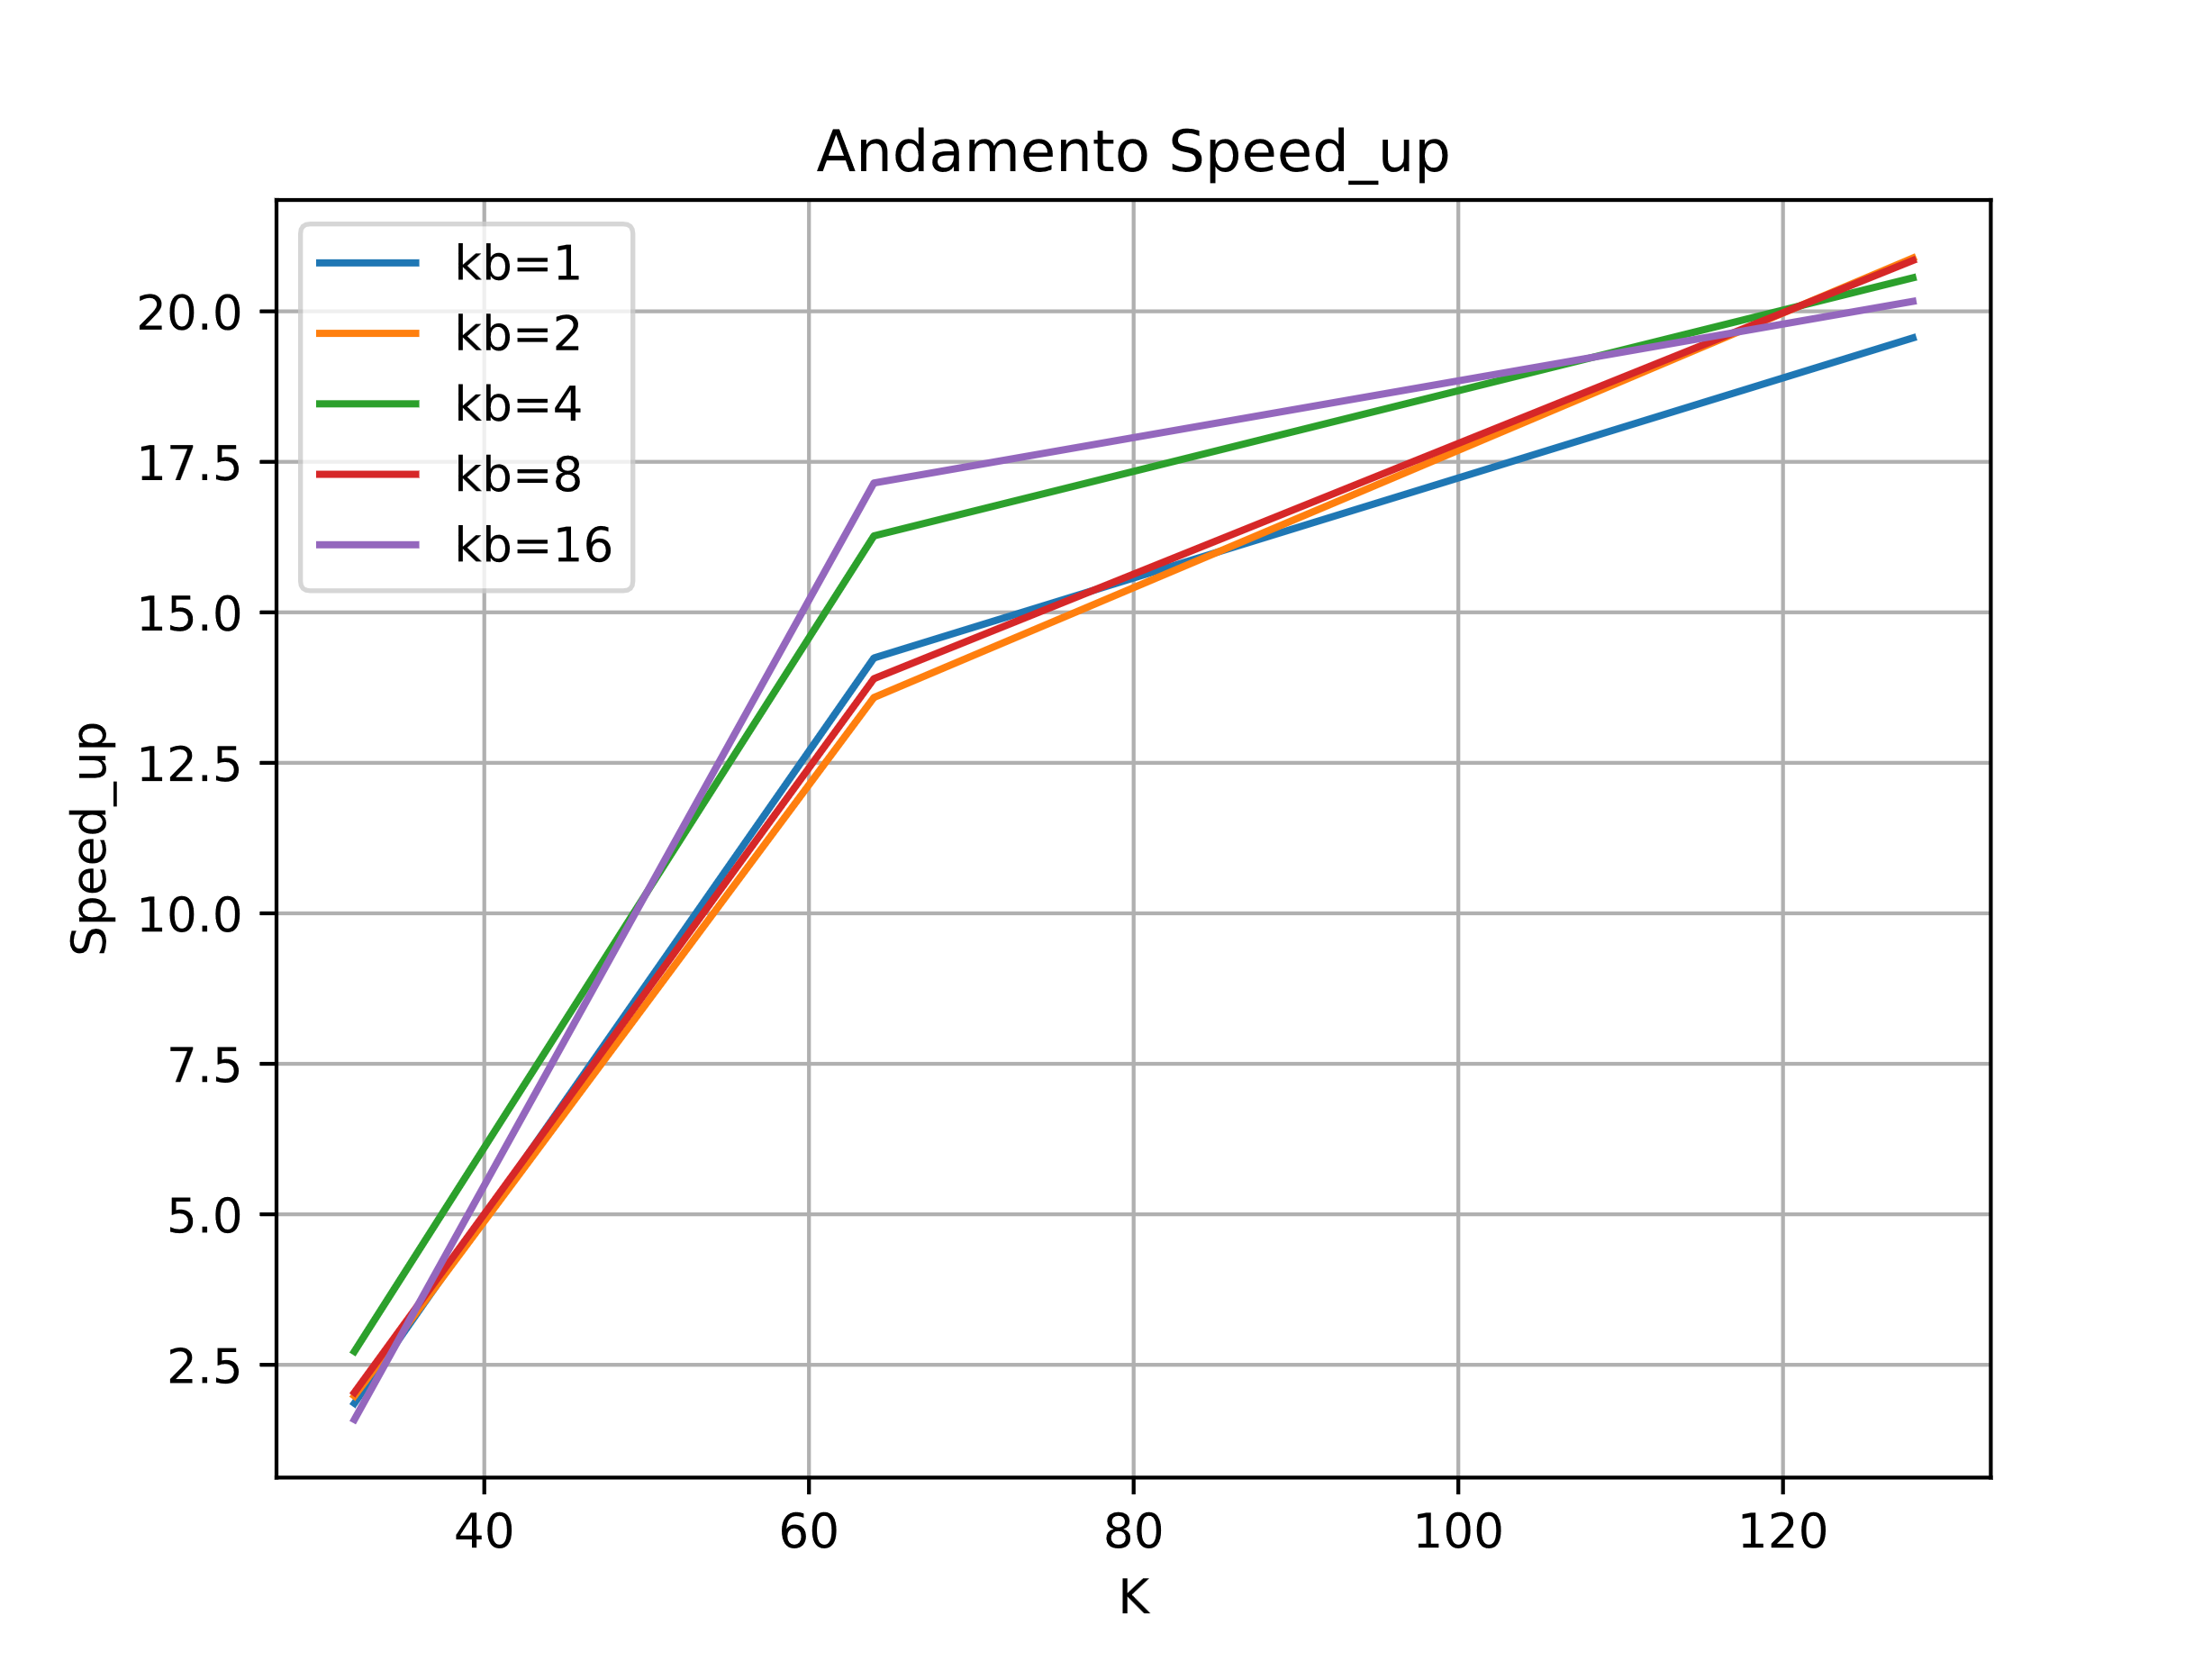 Andamento Speed_up
kb=1
kb=2
kb=4
kb=8
kb=16
Speed_up
20.0
17.5
15.0
12.5
10.0
7.5
5.0
2.5
40 60 80 100 120
K